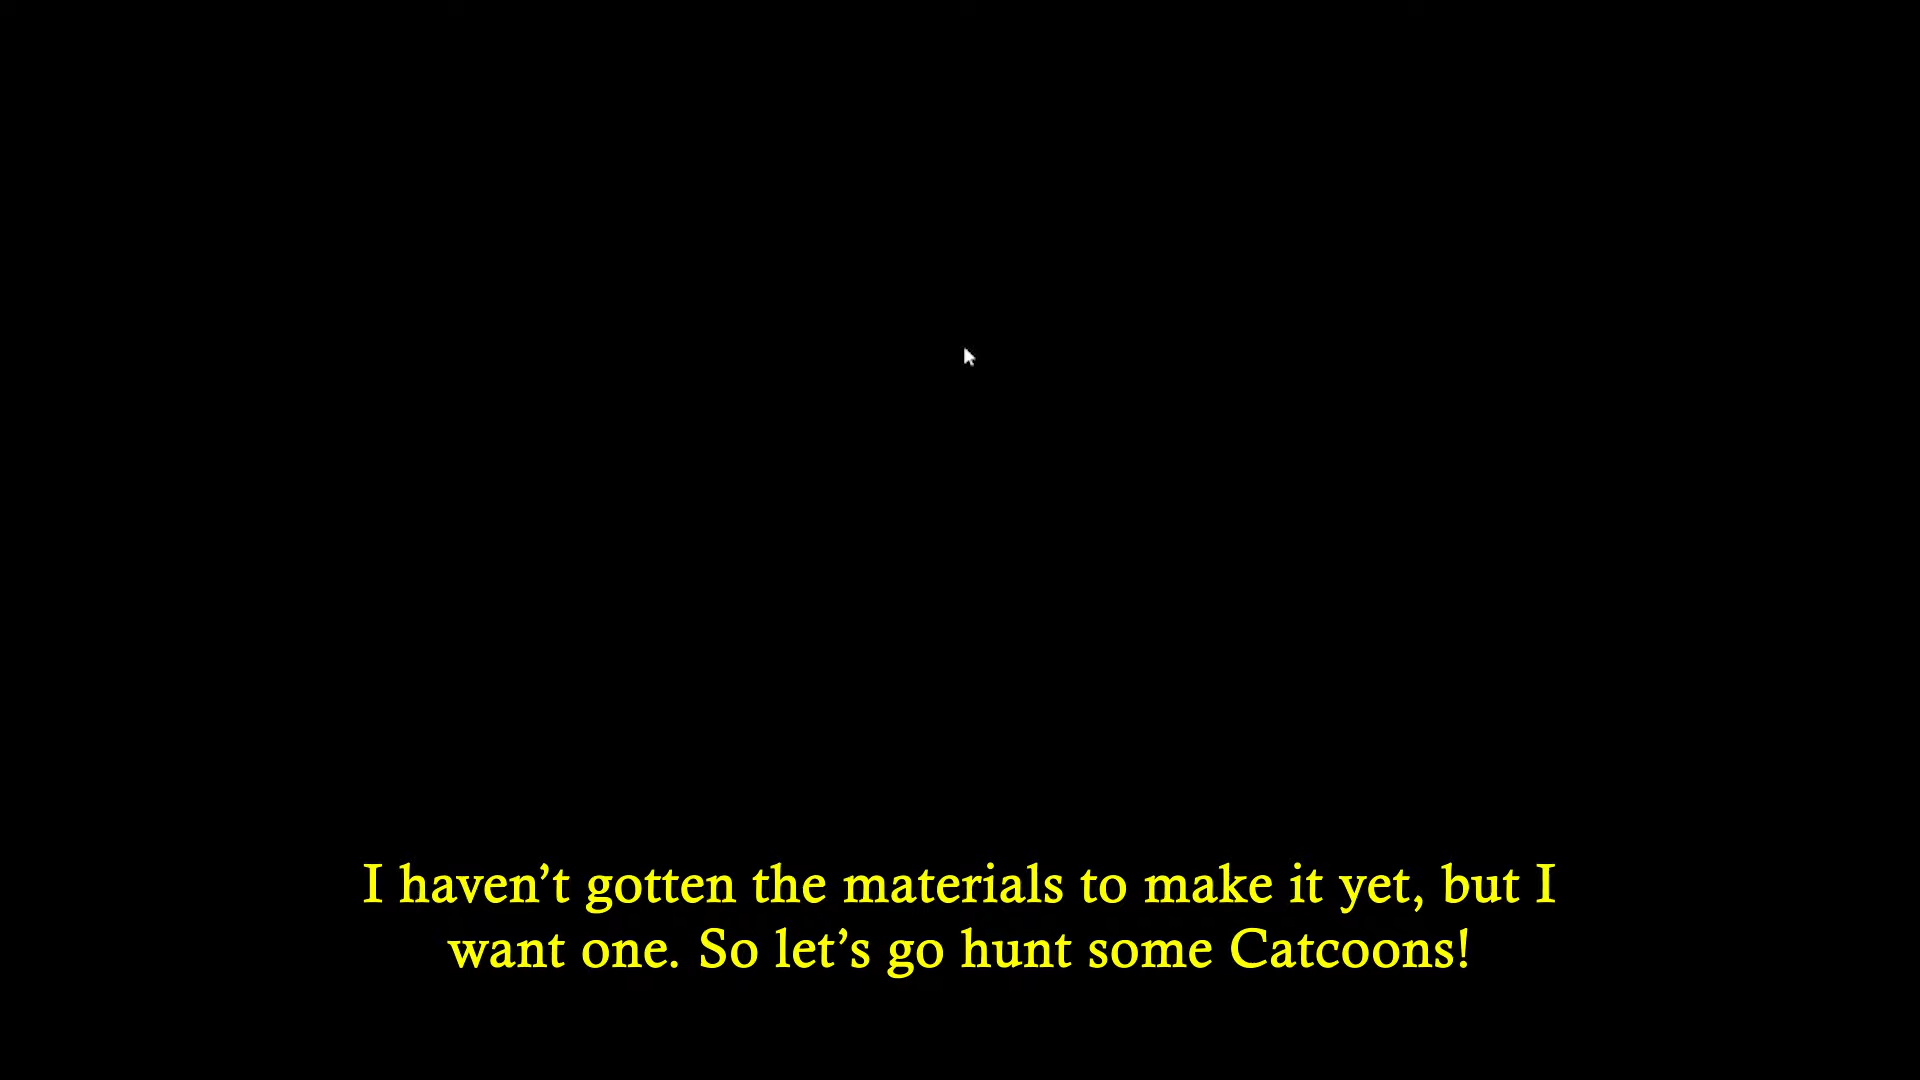 I haven’t gotten the materials to make it yet, but I
want one. So let’s go hunt some Catcoons!